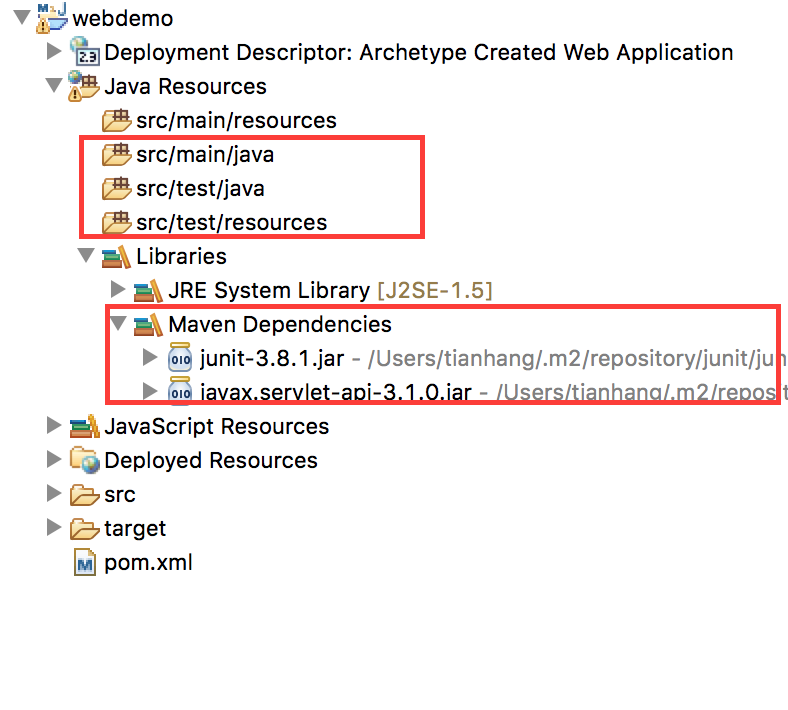 webdemo
Deployment Descriptor: Archetype Created Web Application
Java Resources
src/main/resources
src/main/java
src/test/java
src/test/resources
Libraries
JRE System Library [J2SE-1.5]
Maven Dependencies
junit-3.8.1.jar - /Users/tianhang/.m2/repository/junit/jun
javax.servlet-api-3.1.0.jar - /Users/tianhang/.m2/reposit
JavaScript Resources
Deployed Resources
src
target
pom.xml